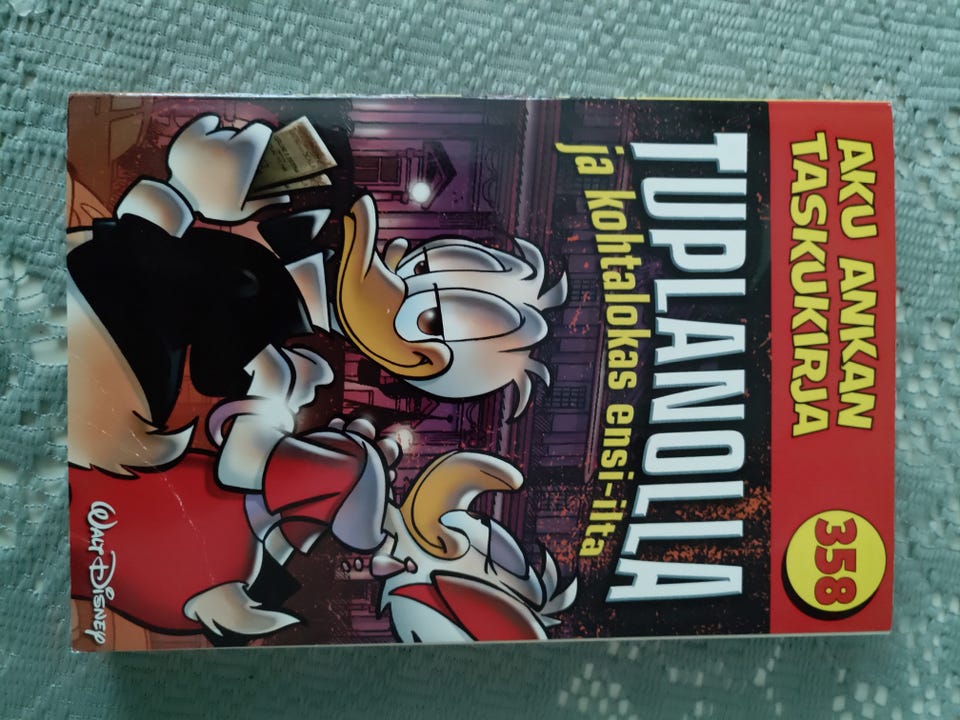 AKU ANKAN
TASKUKIRJA
358
TUPLANOLLA
ja kohtalokas ensi-ilta
WALT DISNEY